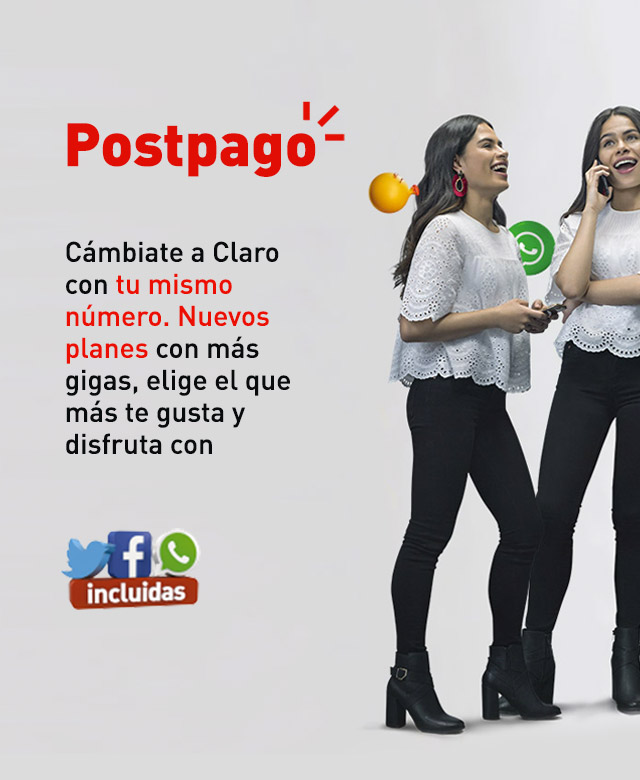 Postpago
Cámbiate a Claro
con tu mismo
número. Nuevos
planes con más
gigas, elige el que
más te gusta y
disfruta con
incluidas